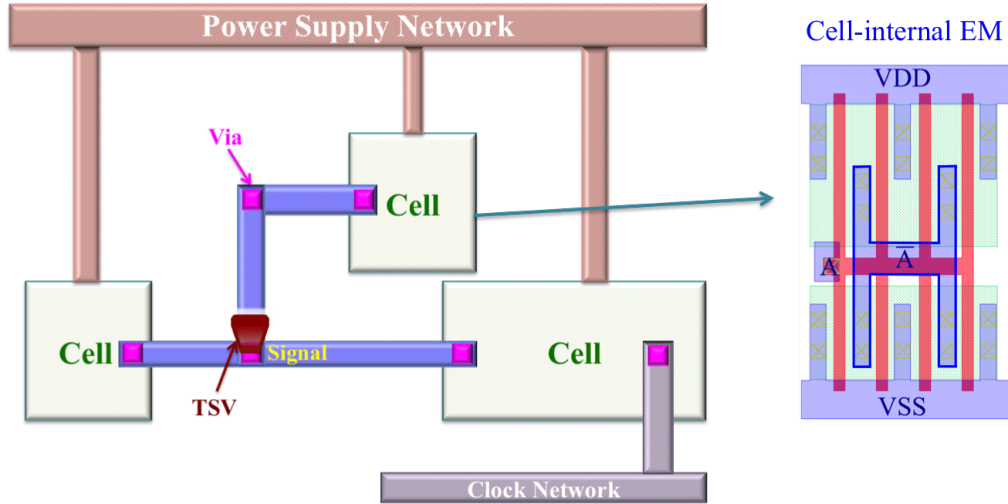 Power Supply Network
Cell-internal EM
VDD
Via
Cell
A
A̅
Cell
Signal
Cell
TSV
VSS
Clock Network